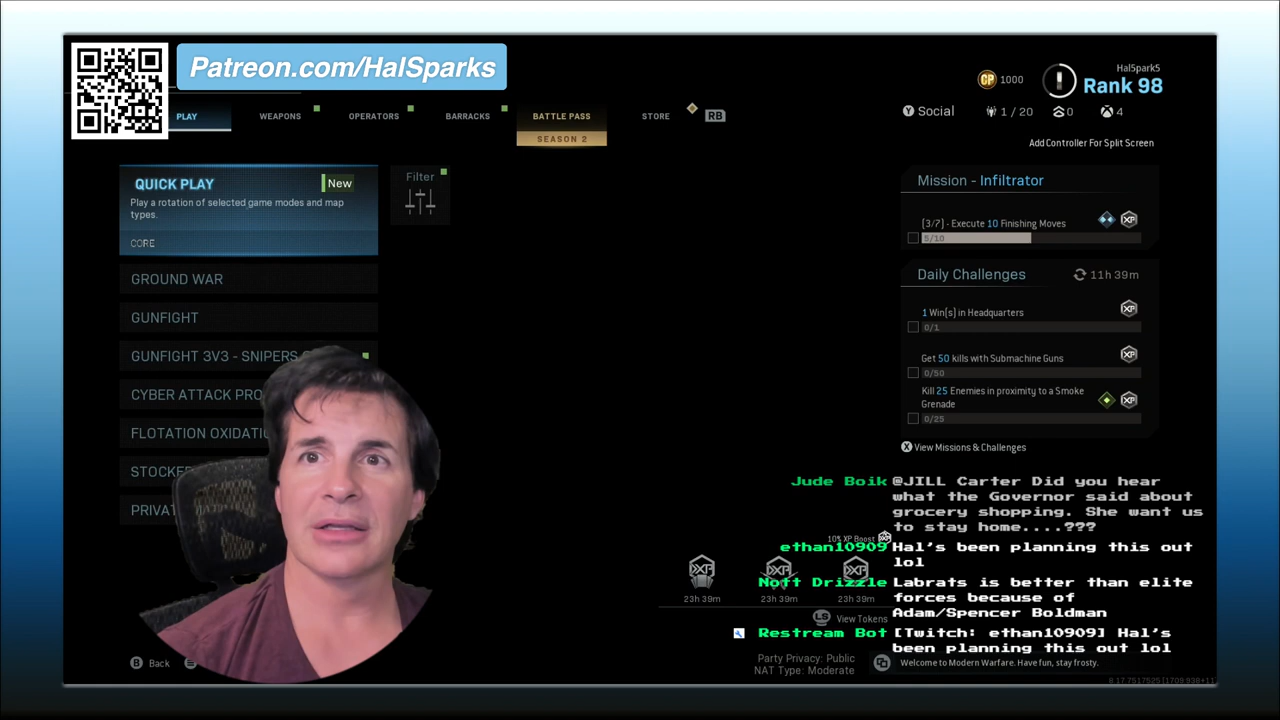 Patreon.com/HalSparks
PLAY
WEAPONS
OPERATORS
BARRACKS
BATTLE PASS
SEASON 2
STORE
RB
CP 1000
HalSpark5
Rank 98
Y Social
1 / 20
0
4
Add Controller For Split Screen
QUICK PLAY
New
Play a rotation of selected game modes and map
types.
CORE
Filter
GROUND WAR
GUNFIGHT
GUNFIGHT 3V3 - SNIPERS
CYBER ATTACK PRO
FLOTATION OXIDATI
STOCK
PRIVAT
Mission - Infiltrator
(3/7) - Execute 10 Finishing Moves
XP
5/10
Daily Challenges
11h 39m
1 Win(s) in Headquarters
XP
0/1
Get 50 kills with Submachine Guns
XP
0/50
Kill 25 Enemies in proximity to a Smoke
Grenade
XP
0/25
X View Missions & Challenges
Jude Boik @JILL Carter Did you hear
what the Governor said about
grocery shopping. She want us
to stay home....???
10% XP Boost
ethan10909 Hal's been planning this out
lol
Nott Drizzle Labrats is better than elite
forces because of
Adam/Spencer Boldman
23h 39m
23h 39m
23h 39m
LS View Tokens
Restream Bot [Twitch: ethan10909] Hal's
been planning this out lol
B Back
Party Privacy: Public
NAT Type: Moderate
Welcome to Modern Warfare. Have fun, stay frosty.